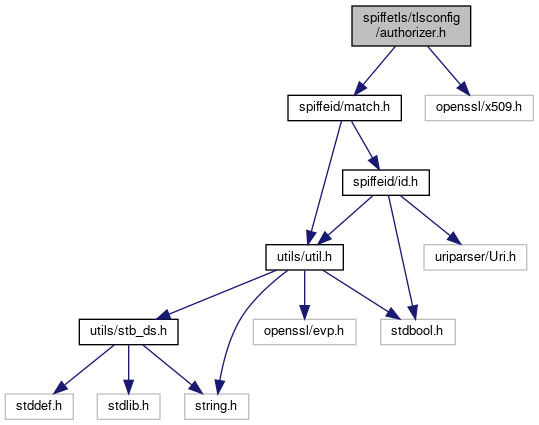 spiffetls/tlsconfig
/authorizer.h
spiffeid/match.h
openssl/x509.h
spiffeid/id.h
utils/util.h
uriparser/Uri.h
utils/stb_ds.h
openssl/evp.h
stdbool.h
stddef.h
stdlib.h
string.h